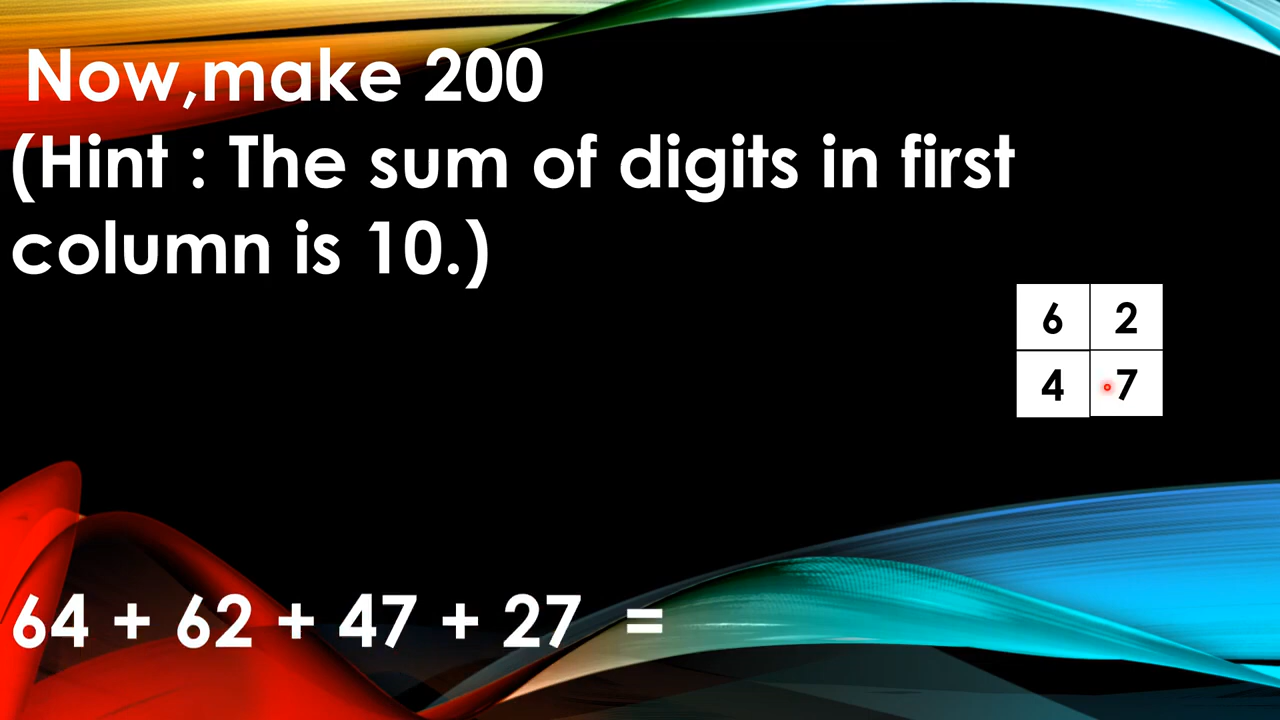 Now,make 200
(Hint : The sum of digits in first
column is 10.)
6 2
4 7
64 + 62 + 47 + 27 =